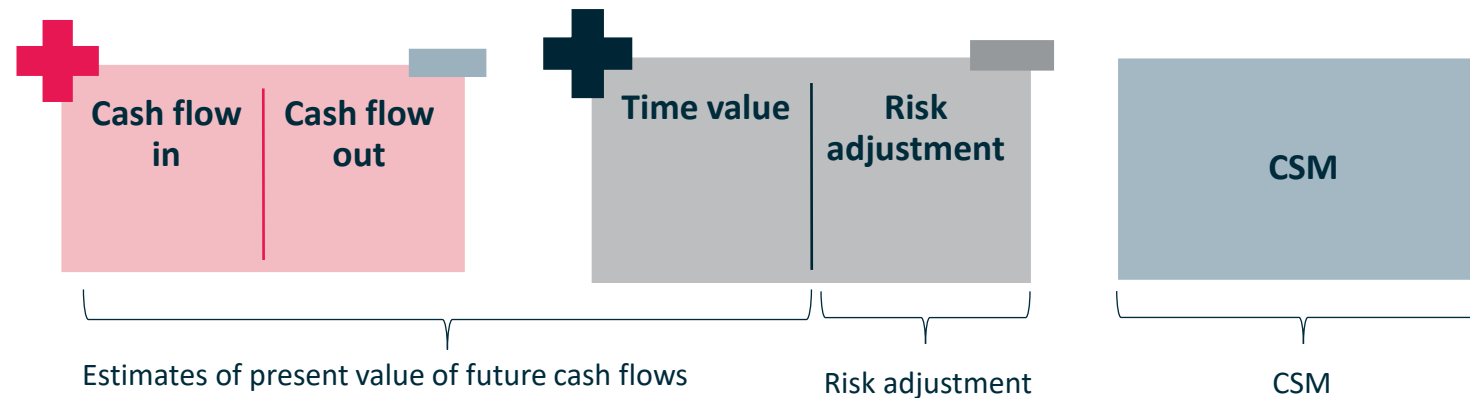 Cash flow
in
Cash flow
out
Time value
Risk
adjustment
CSM
Estimates of present value of future cash flows
Risk adjustment
CSM